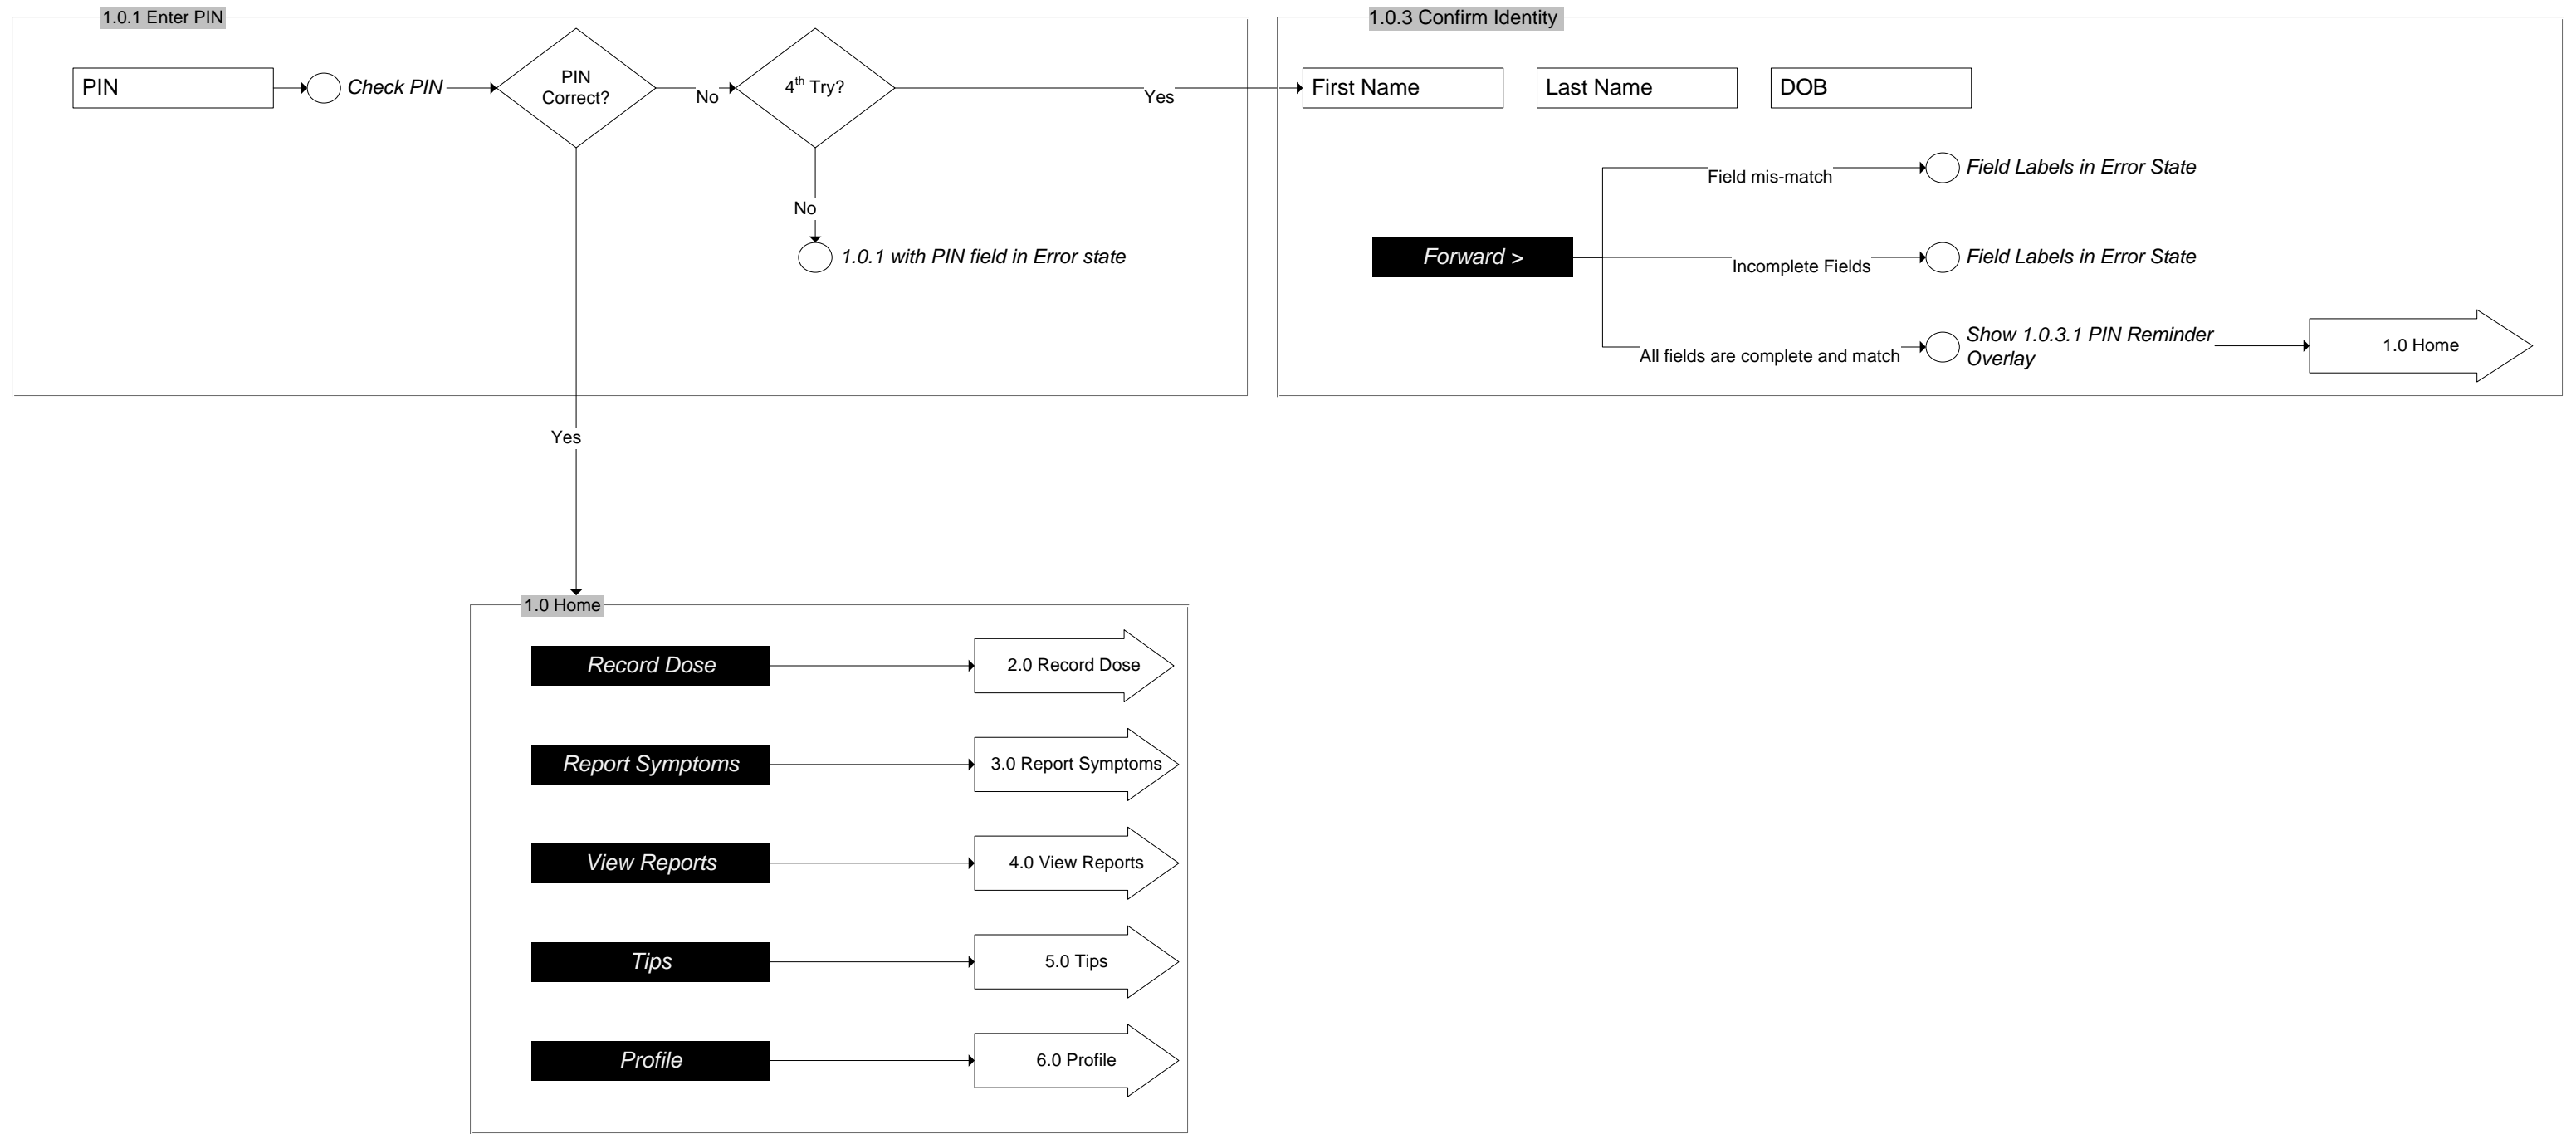 1.0.1 Enter PIN
PIN
Check PIN
PIN
Correct?
No
4th Try?
Yes
No
1.0.1 with PIN field in Error state
Yes
1.0.3 Confirm Identity
First Name
Last Name
DOB
Forward >
Field mis-match
Field Labels in Error State
Incomplete Fields
Field Labels in Error State
All fields are complete and match
Show 1.0.3.1 PIN Reminder
Overlay
1.0 Home
1.0 Home
Record Dose
2.0 Record Dose
Report Symptoms
3.0 Report Symptoms
View Reports
4.0 View Reports
Tips
5.0 Tips
Profile
6.0 Profile